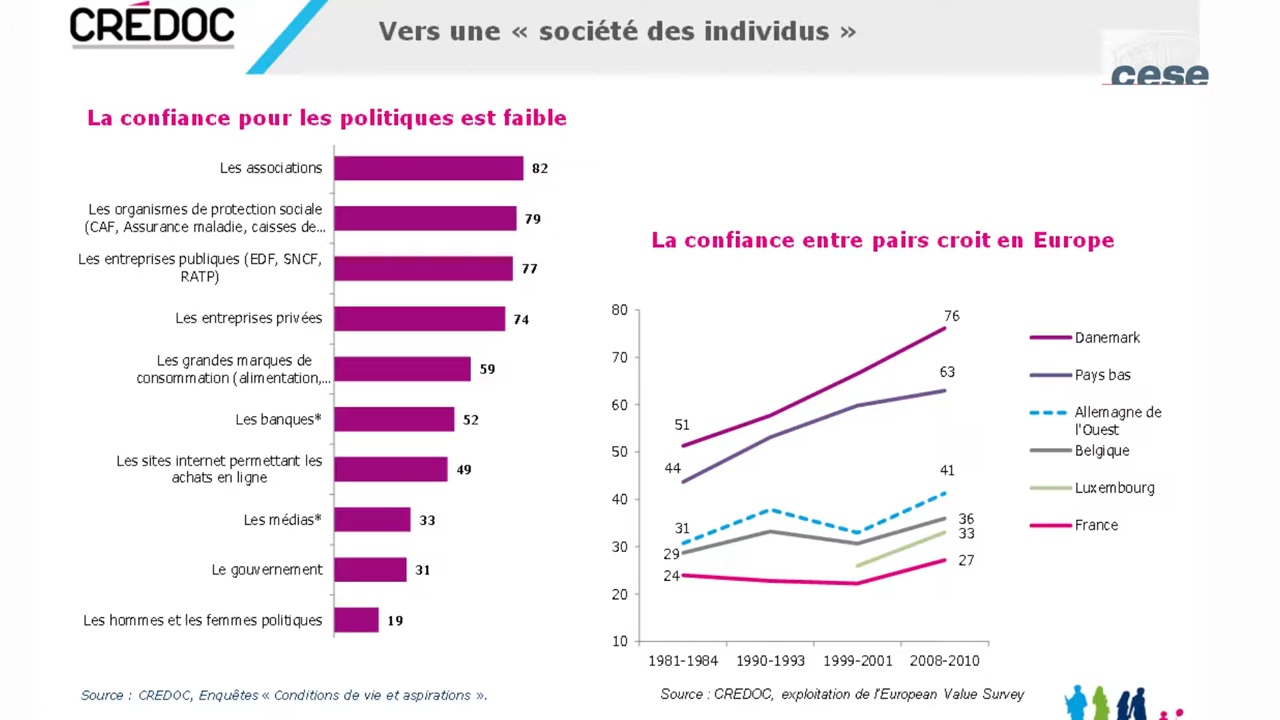 CRÉDOC
Vers une « société des individus »
cese
La confiance pour les politiques est faible
Les associations
82
Les organismes de protection sociale
(CAF, Assurance maladie, caisses de...
79
Les entreprises publiques (EDF, SNCF,
RATP)
77
Les entreprises privées
74
Les grandes marques de
consommation (alimentation,...
59
Les banques*
52
Les sites internet permettant les
achats en ligne
49
Les médias*
33
Le gouvernement
31
Les hommes et les femmes politiques
19
Source : CREDOC, Enquêtes « Conditions de vie et aspirations ».
La confiance entre pairs croit en Europe
80
70
60
50
40
30
20
10
51
44
31
29
24
76
63
41
36
33
27
1981-1984
1990-1993
1999-2001
2008-2010
Danemark
Pays bas
Allemagne de
l'Ouest
Belgique
Luxembourg
France
Source : CREDOC, exploitation de l'European Value Survey